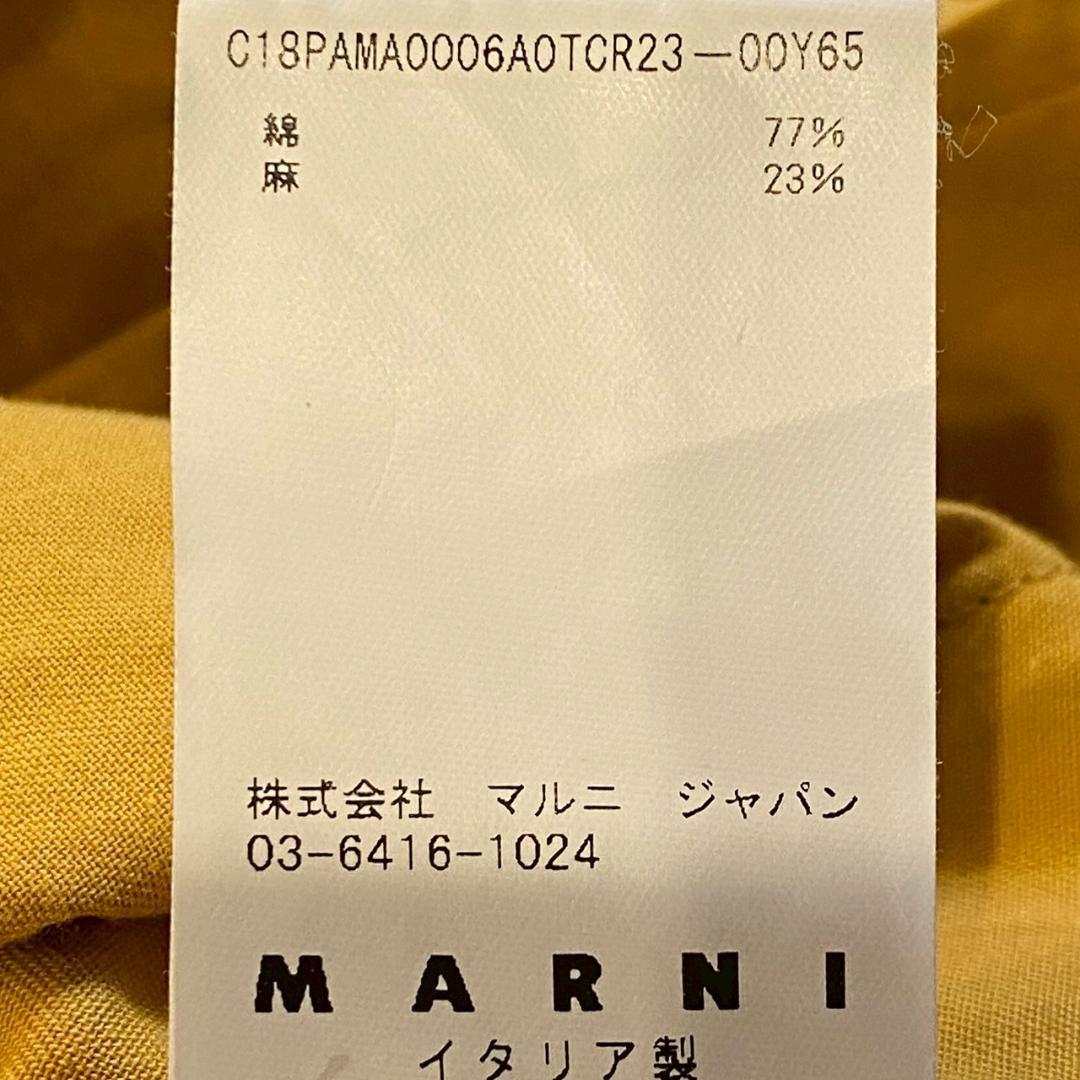 C18PAMA0006A0TCR23-00Y65
綿 77%
麻 23%
株式会社 マルニ ジャパン
03-6416-1024
MARNI
イタリア製